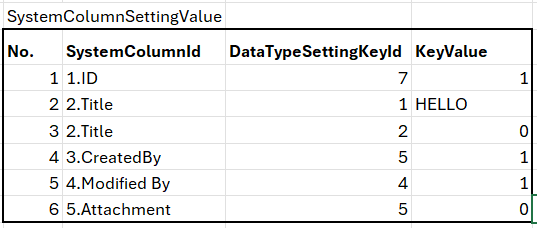 SystemColumnSettingValue
No. SystemColumnId DataTypeSettingKeyId KeyValue
1 1.ID 7 1
2 2.Title 1 HELLO
3 2.Title 2 0
4 3.CreatedBy 5 1
5 4.Modified By 4 1
6 5.Attachment 5 0